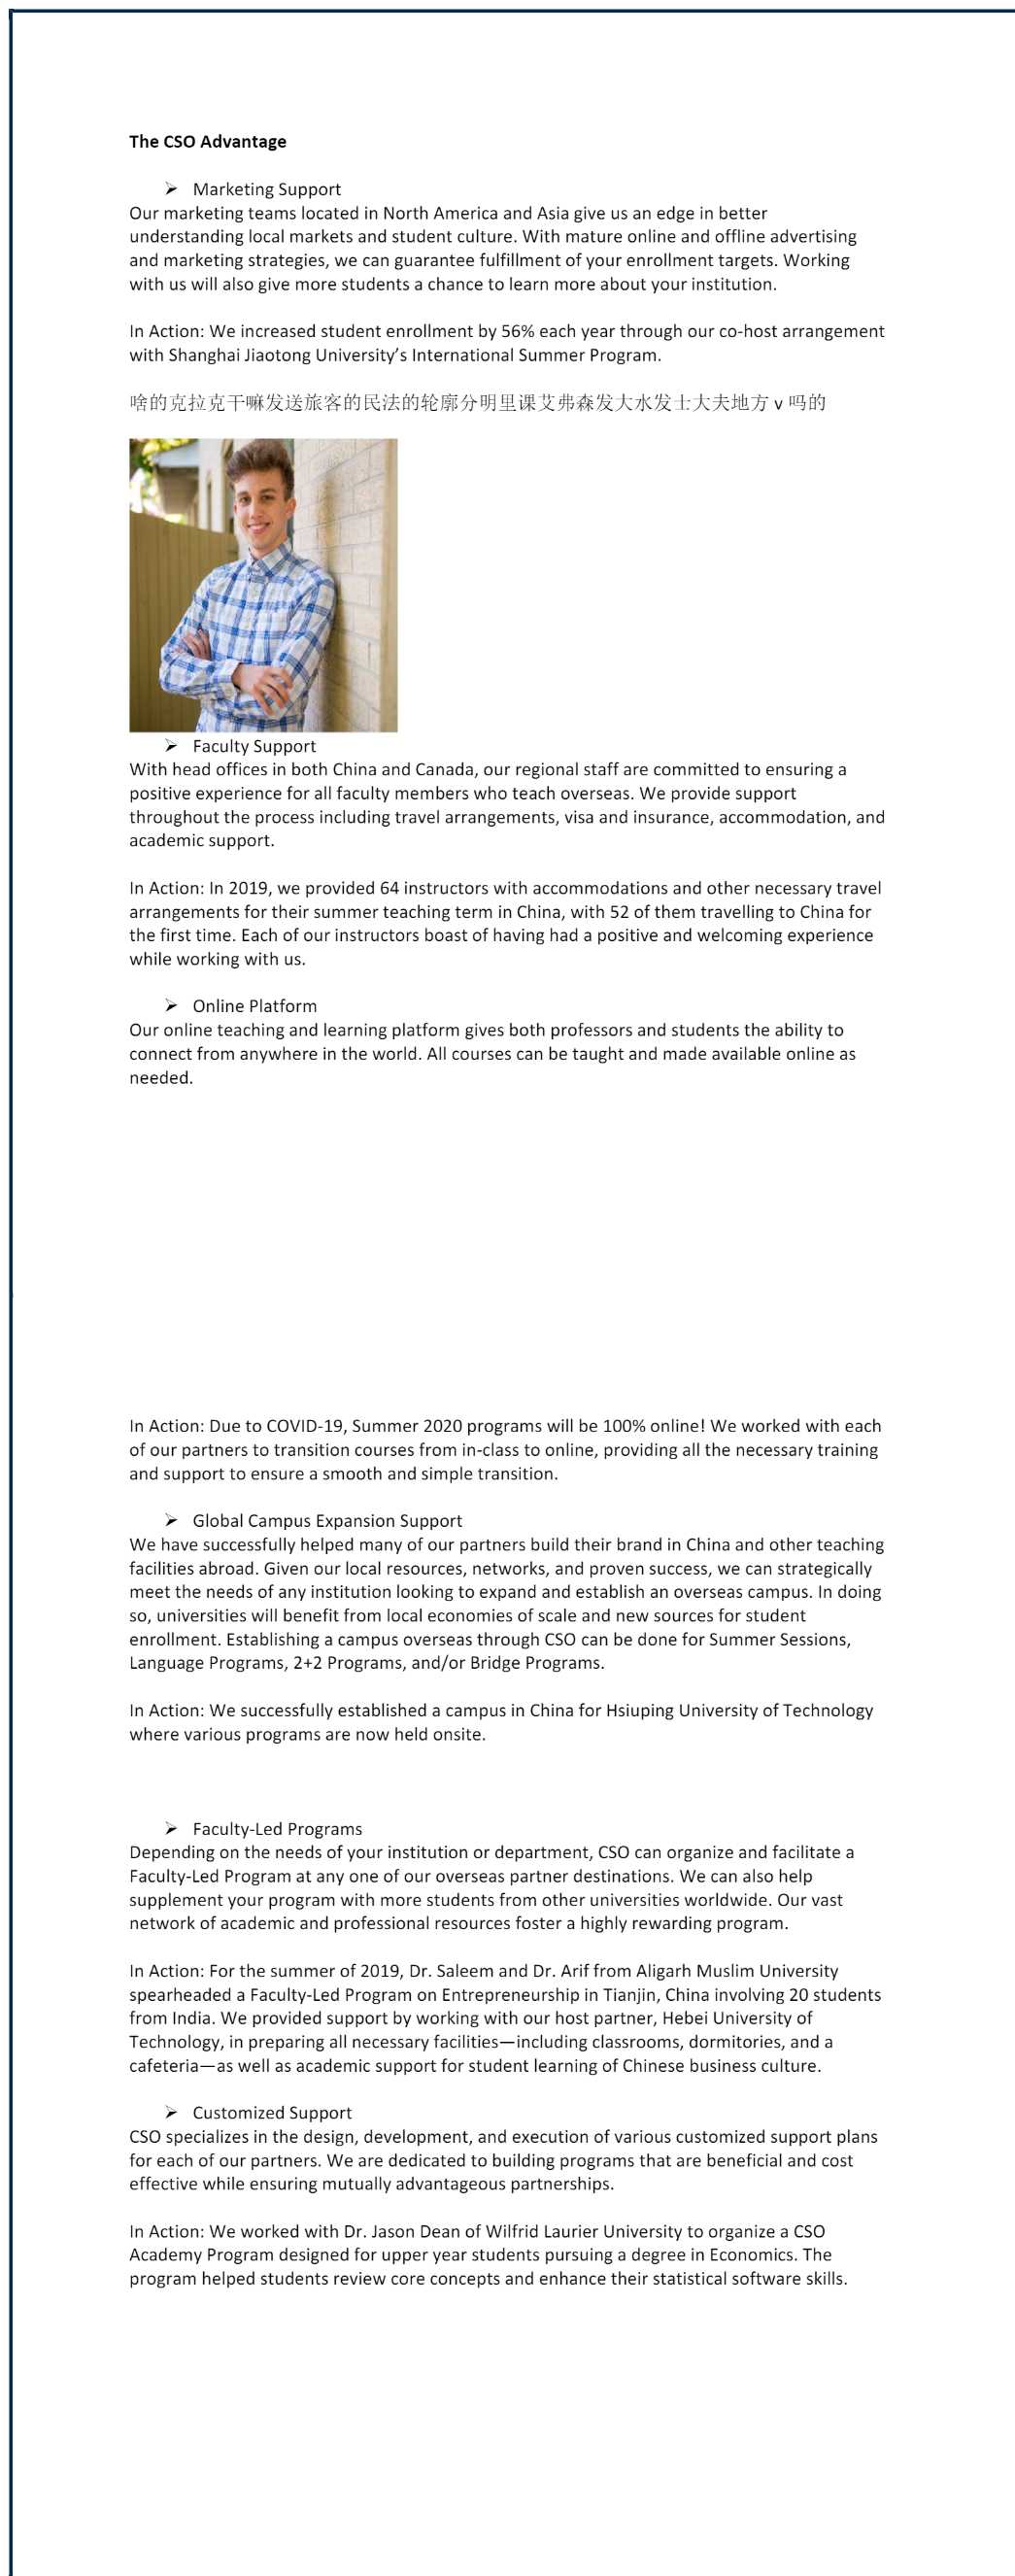 The CSO Advantage
➢ Marketing Support
Our marketing teams located in North America and Asia give us an edge in better
understanding local markets and student culture. With mature online and offline advertising
and marketing strategies, we can guarantee fulfillment of your enrollment targets. Working
with us will also give more students a chance to learn more about your institution.
In Action: We increased student enrollment by 56% each year through our co-host arrangement
with Shanghai Jiaotong University’s International Summer Program.
啥的克拉克干嘛发送旅客的民法的轮廓分明里课艾弗森发大水发士大夫地方 v 吗的
➢ Faculty Support
With head offices in both China and Canada, our regional staff are committed to ensuring a
positive experience for all faculty members who teach overseas. We provide support
throughout the process including travel arrangements, visa and insurance, accommodation, and
academic support.
In Action: In 2019, we provided 64 instructors with accommodations and other necessary travel
arrangements for their summer teaching term in China, with 52 of them travelling to China for
the first time. Each of our instructors boast of having had a positive and welcoming experience
while working with us.
➢ Online Platform
Our online teaching and learning platform gives both professors and students the ability to
connect from anywhere in the world. All courses can be taught and made available online as
needed.
In Action: Due to COVID-19, Summer 2020 programs will be 100% online! We worked with each
of our partners to transition courses from in-class to online, providing all the necessary training
and support to ensure a smooth and simple transition.
➢ Global Campus Expansion Support
We have successfully helped many of our partners build their brand in China and other teaching
facilities abroad. Given our local resources, networks, and proven success, we can strategically
meet the needs of any institution looking to expand and establish an overseas campus. In doing
so, universities will benefit from local economies of scale and new sources for student
enrollment. Establishing a campus overseas through CSO can be done for Summer Sessions,
Language Programs, 2+2 Programs, and/or Bridge Programs.
In Action: We successfully established a campus in China for Hsiuping University of Technology
where various programs are now held onsite.
➢ Faculty-Led Programs
Depending on the needs of your institution or department, CSO can organize and facilitate a
Faculty-Led Program at any one of our overseas partner destinations. We can also help
supplement your program with more students from other universities worldwide. Our vast
network of academic and professional resources foster a highly rewarding program.
In Action: For the summer of 2019, Dr. Saleem and Dr. Arif from Aligarh Muslim University
spearheaded a Faculty-Led Program on Entrepreneurship in Tianjin, China involving 20 students
from India. We provided support by working with our host partner, Hebei University of
Technology, in preparing all necessary facilities—including classrooms, dormitories, and a
cafeteria—as well as academic support for student learning of Chinese business culture.
➢ Customized Support
CSO specializes in the design, development, and execution of various customized support plans
for each of our partners. We are dedicated to building programs that are beneficial and cost
effective while ensuring mutually advantageous partnerships.
In Action: We worked with Dr. Jason Dean of Wilfrid Laurier University to organize a CSO
Academy Program designed for upper year students pursuing a degree in Economics. The
program helped students review core concepts and enhance their statistical software skills.